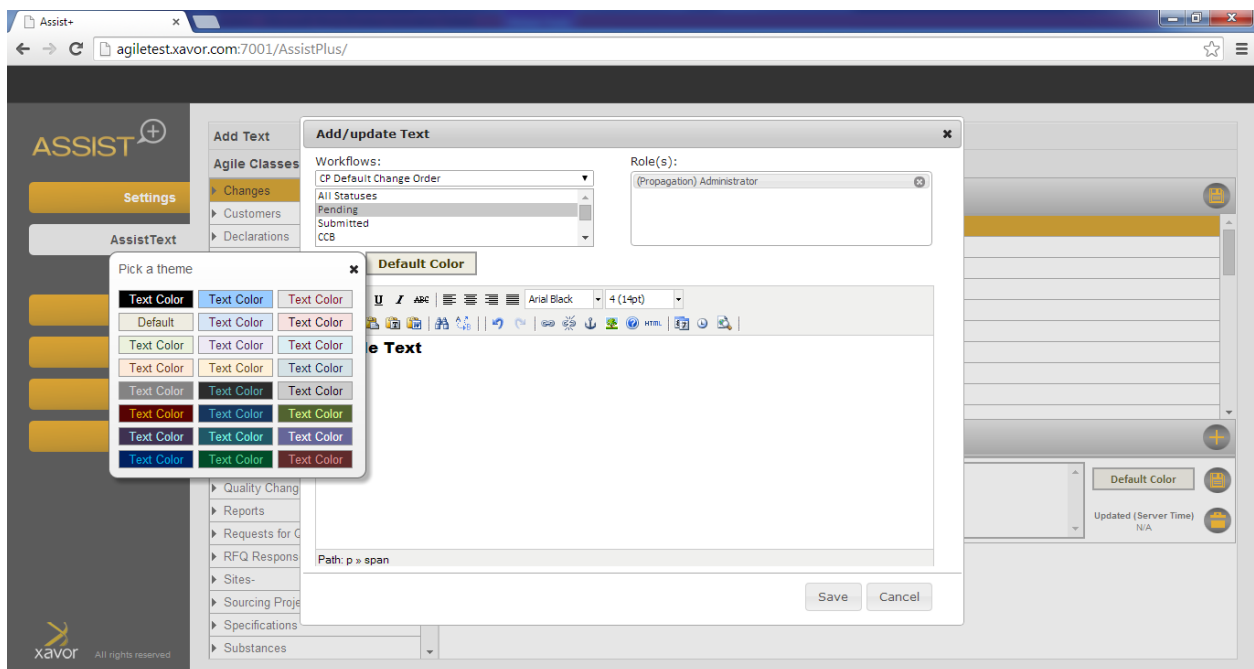 Assist+
agiletest.xavor.com:7001/AssistPlus/
ASSIST
Settings
AssistText
Add Text
Agile Classes
Changes
Customers
Declarations
Add/update Text
Workflows:
CP Default Change Order
All Statuses
Pending
Submitted
CCB
Role(s):
(Propagation) Administrator
Default Color
Pick a theme
Text Color Text Color Text Color
Default Text Color Text Color
Text Color Text Color Text Color
Text Color Text Color Text Color
Text Color Text Color Text Color
Text Color Text Color Text Color
Text Color Text Color Text Color
Text Color Text Color Text Color
U I ABC Arial Black 4 (14pt)
HTML
e Text
Path: p » span
Save Cancel
Quality Chang
Reports
Requests for
RFQ Respons
Sites-
Sourcing Proje
Specifications
Substances
Default Color
Updated (Server Time)
N/A
xavor All rights reserved